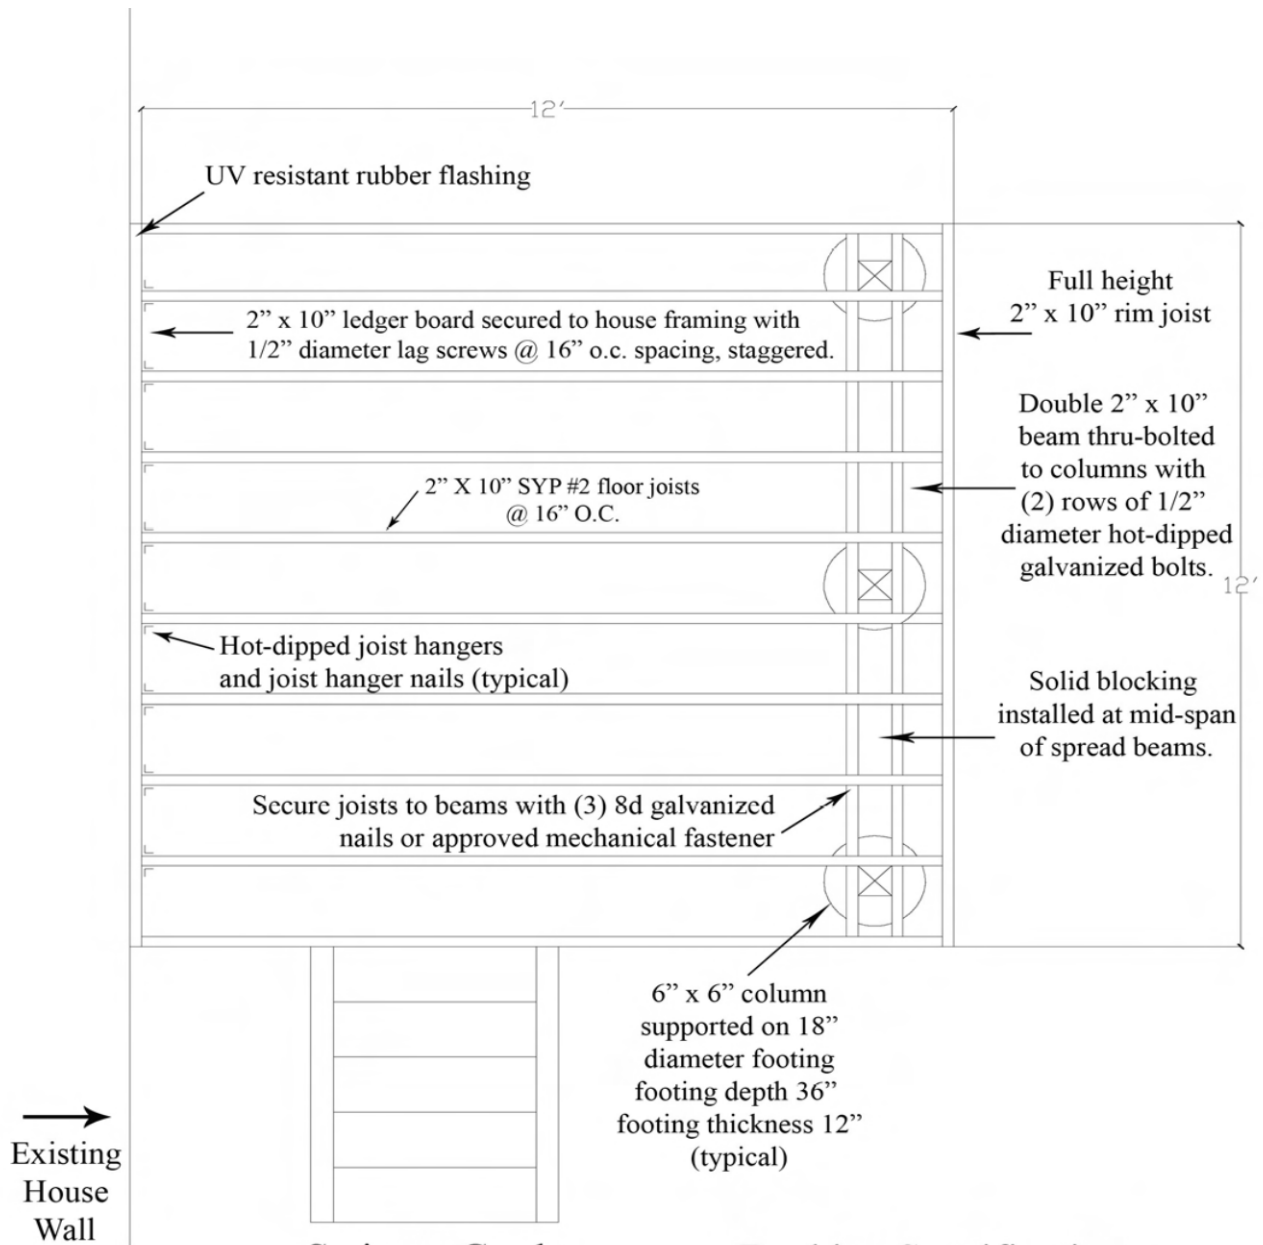 12'
UV resistant rubber flashing
Full height
2” x 10” rim joist
2” x 10” ledger board secured to house framing with
1/2” diameter lag screws @ 16” o.c. spacing, staggered.
Double 2” x 10”
beam thru-bolted
to columns with
(2) rows of 1/2”
diameter hot-dipped
galvanized bolts.
2” X 10” SYP #2 floor joists
@ 16” O.C.
12'
Hot-dipped joist hangers
and joist hanger nails (typical)
Solid blocking
installed at mid-span
of spread beams.
Secure joists to beams with (3) 8d galvanized
nails or approved mechanical fastener
6” x 6” column
supported on 18”
diameter footing
footing depth 36”
footing thickness 12”
(typical)
Existing
House
Wall